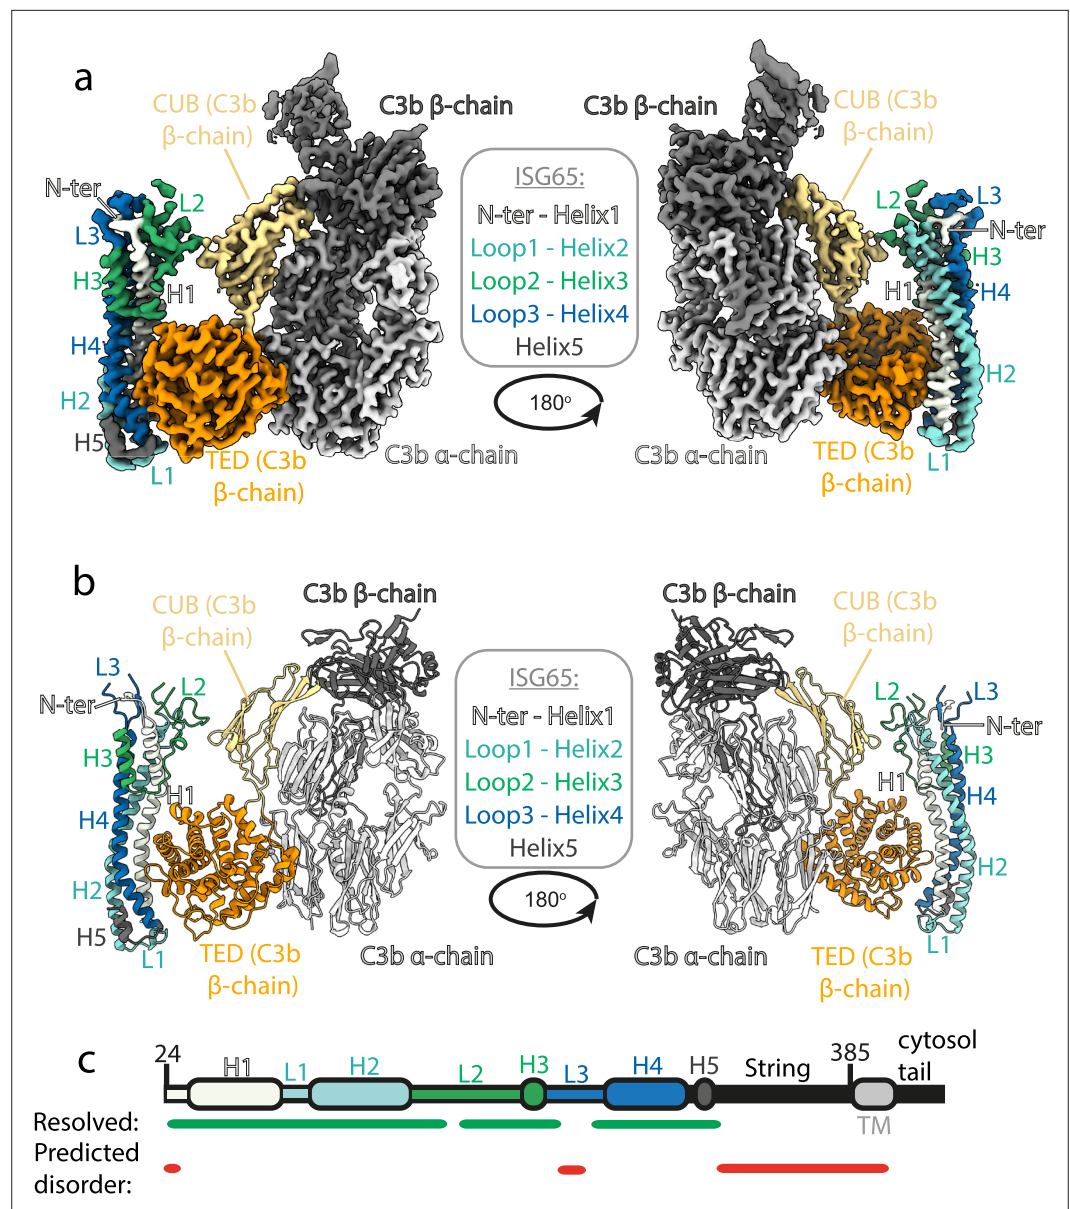 a
CUB (C3b
β-chain)
C3b β-chain
N-ter
L2
L3
H3
H1
H4
H2
H5
L1
TED (C3b
β-chain)
C3b α-chain
ISG65:
N-ter - Helix1
Loop1 - Helix2
Loop2 - Helix3
Loop3 - Helix4
Helix5
180º
C3b β-chain
CUB (C3b
β-chain)
L2
L3
N-ter
H3
H1
H4
H2
L1
C3b α-chain
TED (C3b
β-chain)
b
CUB (C3b
β-chain)
C3b β-chain
L3
L2
N-ter
H3
H1
H4
H2
H5
L1
TED (C3b
β-chain)
C3b α-chain
ISG65:
N-ter - Helix1
Loop1 - Helix2
Loop2 - Helix3
Loop3 - Helix4
Helix5
180º
C3b β-chain
CUB (C3b
β-chain)
L2
L3
N-ter
H3
H1
H4
H2
L1
C3b α-chain
TED (C3b
β-chain)
c
24
H1
L1
H2
L2
H3
L3
H4
H5
String
385
cytosol
tail
TM
Resolved:
Predicted
disorder: